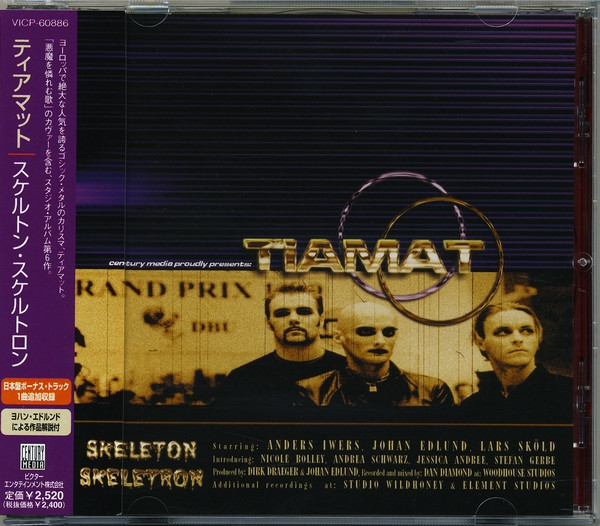 VICP-60886
ティアマット|スケルトン・スケルトロン
ヨーロッパで絶大な人気を誇るゴシック・メタルのカリスマ、ティアマット。
「悪魔を憐れむ歌」のカヴァーを含む、スタジオ・アルバム第6作。
日本盤ボーナス・トラック
1曲追加収録
ヨハン・エドルンド
による作品解説付
CENTURY
MEDIA
ビクター
エンタテインメント株式会社
定価¥2,520
(税抜価格¥2,400)
century media proudly presents:
TIAMAT
RAND PRIX
DBU
SKELETON
SKELETRON
Starring: ANDERS IWERS, JOHAN EDLUND, LARS SKÖLD
Introducing: NICOLE BOLLEY, ANDREA SCHWARZ, JESSICA ANDREE, STEFAN GERBE
Produced by: DIRK DRAEGER & JOHAN EDLUND, Recorded and mixed by: DAN DIAMOND at: WOODHOUSE STUDIOS
Additional recordings at: STUDIO WILDHONEY & ELEMENT STUDIOS